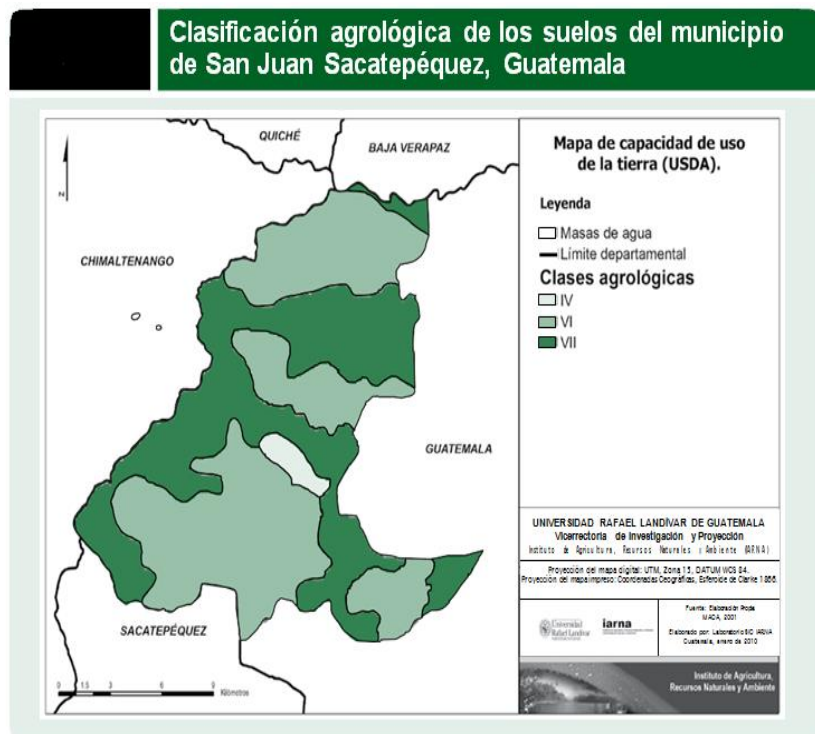 Clasificación agrológica de los suelos del municipio
de San Juan Sacatepéquez, Guatemala
QUICHÉ
BAJA VERAPAZ
N
CHIMALTENANGO
GUATEMALA
SACATEPÉQUEZ
0 1.5 3 6 9
Kilómetros
Mapa de capacidad de uso
de la tierra (USDA).
Leyenda
Masas de agua
Límite departamental
Clases agrológicas
IV
VI
VII
UNIVERSIDAD RAFAEL LANDÍVAR DE GUATEMALA
Vicerrectoría de Investigación y Proyección
Instituto de Agricultura, Recursos Naturales y Ambiente (IARNA)
Proyección del mapa digital: UTM, Zona 15, DATUM WGS 84.
Proyección del mapa impreso: Coordenadas Geográficas, Esferoide de Clarke 1866.
Universidad
Rafael Landívar
iarna
Fuente: Elaboración Propia
MAGA, 2001
Elaborado por: Laboratorio SIG IARNA
Guatemala, enero de 2010
Instituto de Agricultura,
Recursos Naturales y Ambiente